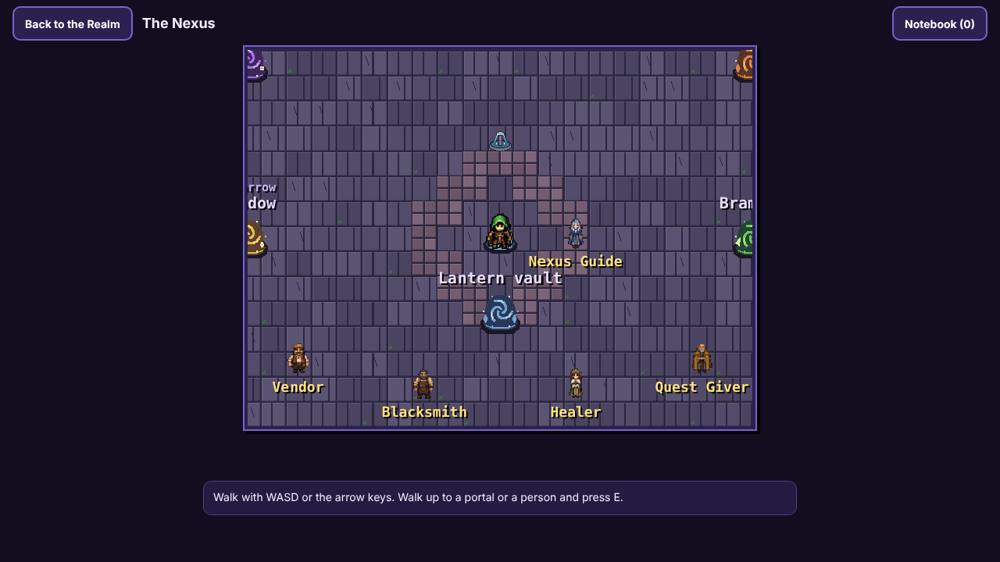 Back to the Realm
The Nexus
Notebook (0)
rrow
dow
Bram
Nexus Guide
Lantern vault
Vendor
Quest Giver
Blacksmith
Healer
Walk with WASD or the arrow keys. Walk up to a portal or a person and press E.